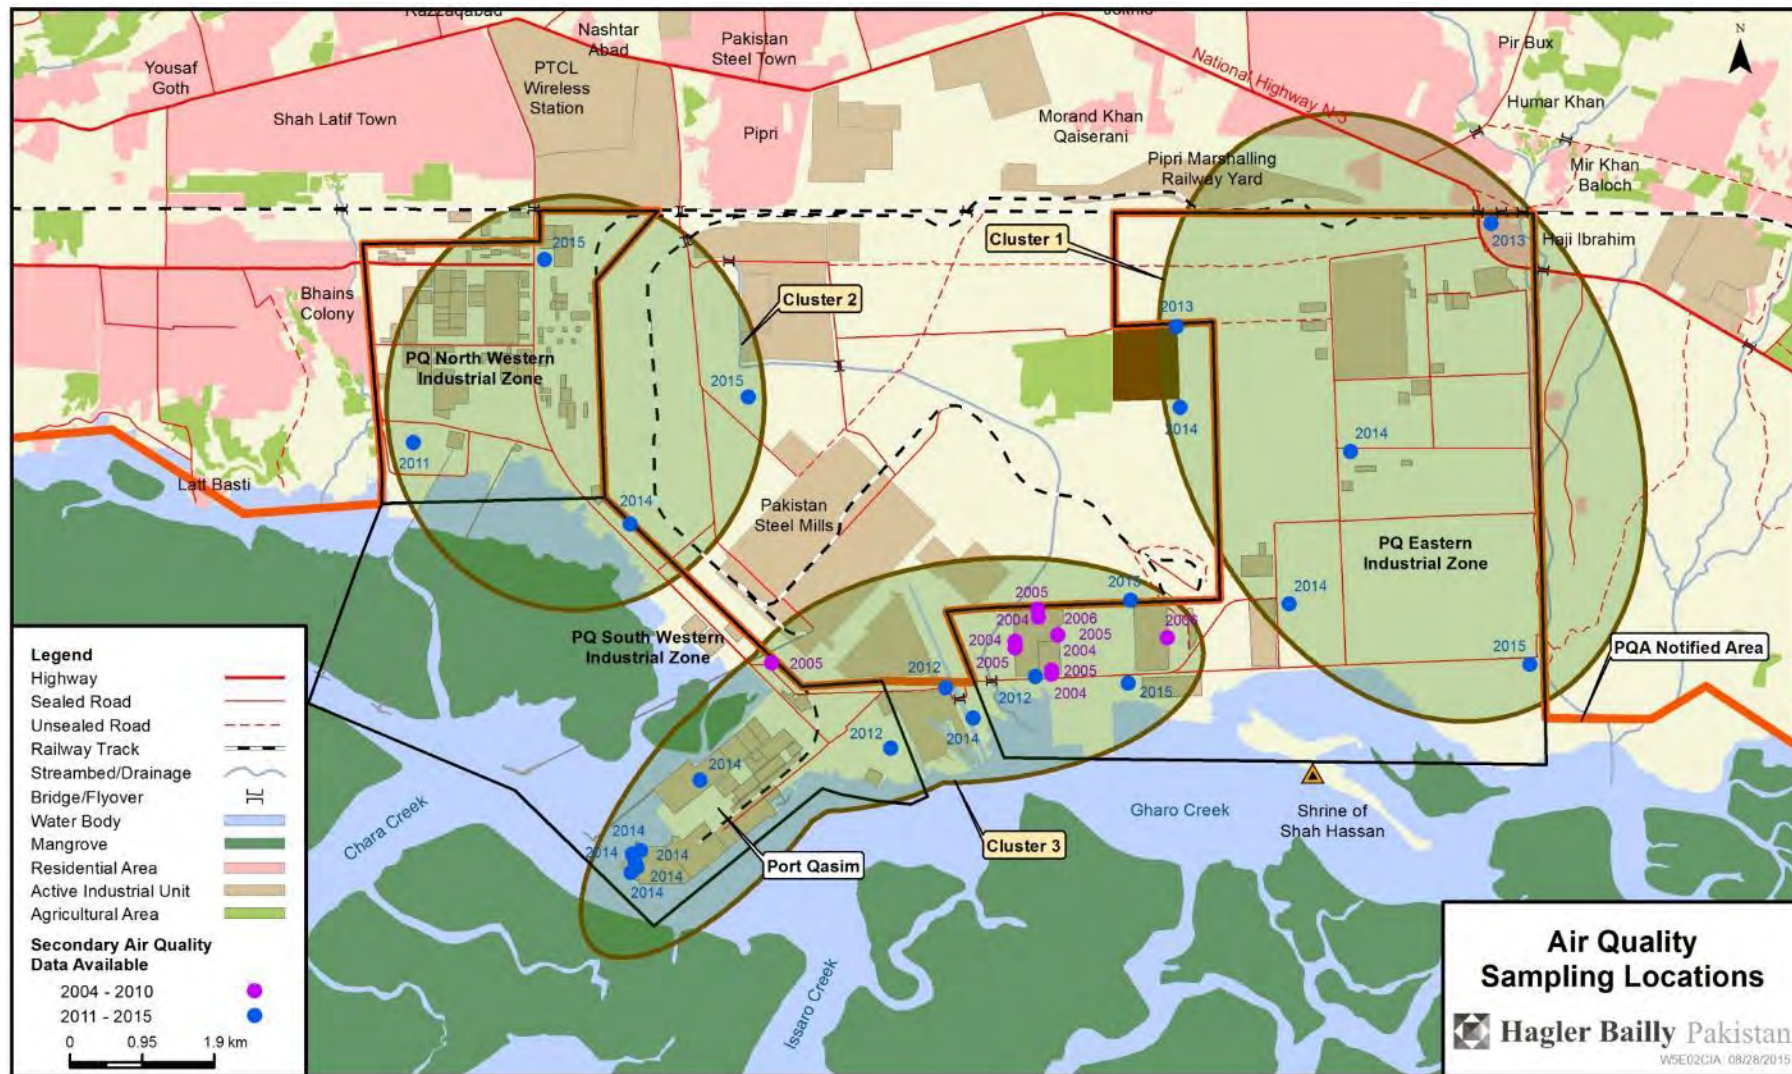 Razzaqabad
Nashtar
Abad
Pakistan
Steel Town
Jokhio
Pir Bux
N
Yousaf
Goth
PTCL
Wireless
Station
Shah Latif Town
Pipri
National Highway N-5
Morand Khan
Qaiserani
Humar Khan
Pipri Marshalling
Railway Yard
Mir Khan
Baloch
Cluster 1
2013
Haji Ibrahim
2015
Bhains
Colony
Cluster 2
2013
PQ North Western
Industrial Zone
2015
2014
2014
2011
Latt Basti
2014
Pakistan
Steel Mills
PQ Eastern
Industrial Zone
2014
2015
2005
2004
2006
2006
2004
2005
2004
2005
2005
2004
PQ South Western
Industrial Zone
2005
2015
PQA Notified Area
2012
2012
2015
2012
2014
2014
Gharo Creek
Shrine of
Shah Hassan
Chara Creek
2014
2014
2014
2014
2014
Port Qasim
Cluster 3
Issaro Creek
Legend
Highway
Sealed Road
Unsealed Road
Railway Track
Streambed/Drainage
Bridge/Flyover
Water Body
Mangrove
Residential Area
Active Industrial Unit
Agricultural Area
Secondary Air Quality
Data Available
2004 - 2010
2011 - 2015
0 0.95 1.9 km
Air Quality
Sampling Locations
Hagler Bailly Pakistan
W5E02CIA: 08/28/2015